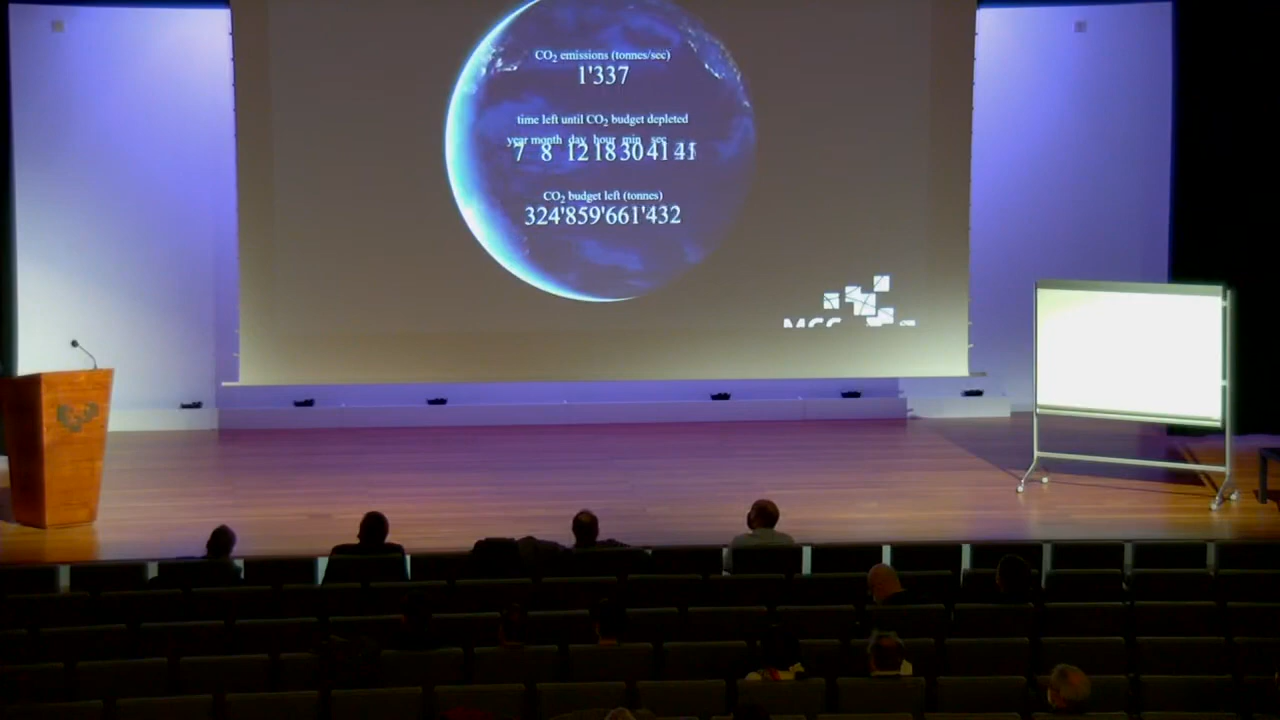 CO₂ emissions (tonnes/sec)
1'337
time left until CO₂ budget depleted
year month day hour min sec
7 8 12 18 30 41
CO₂ budget left (tonnes)
324'859'661'432
MCC